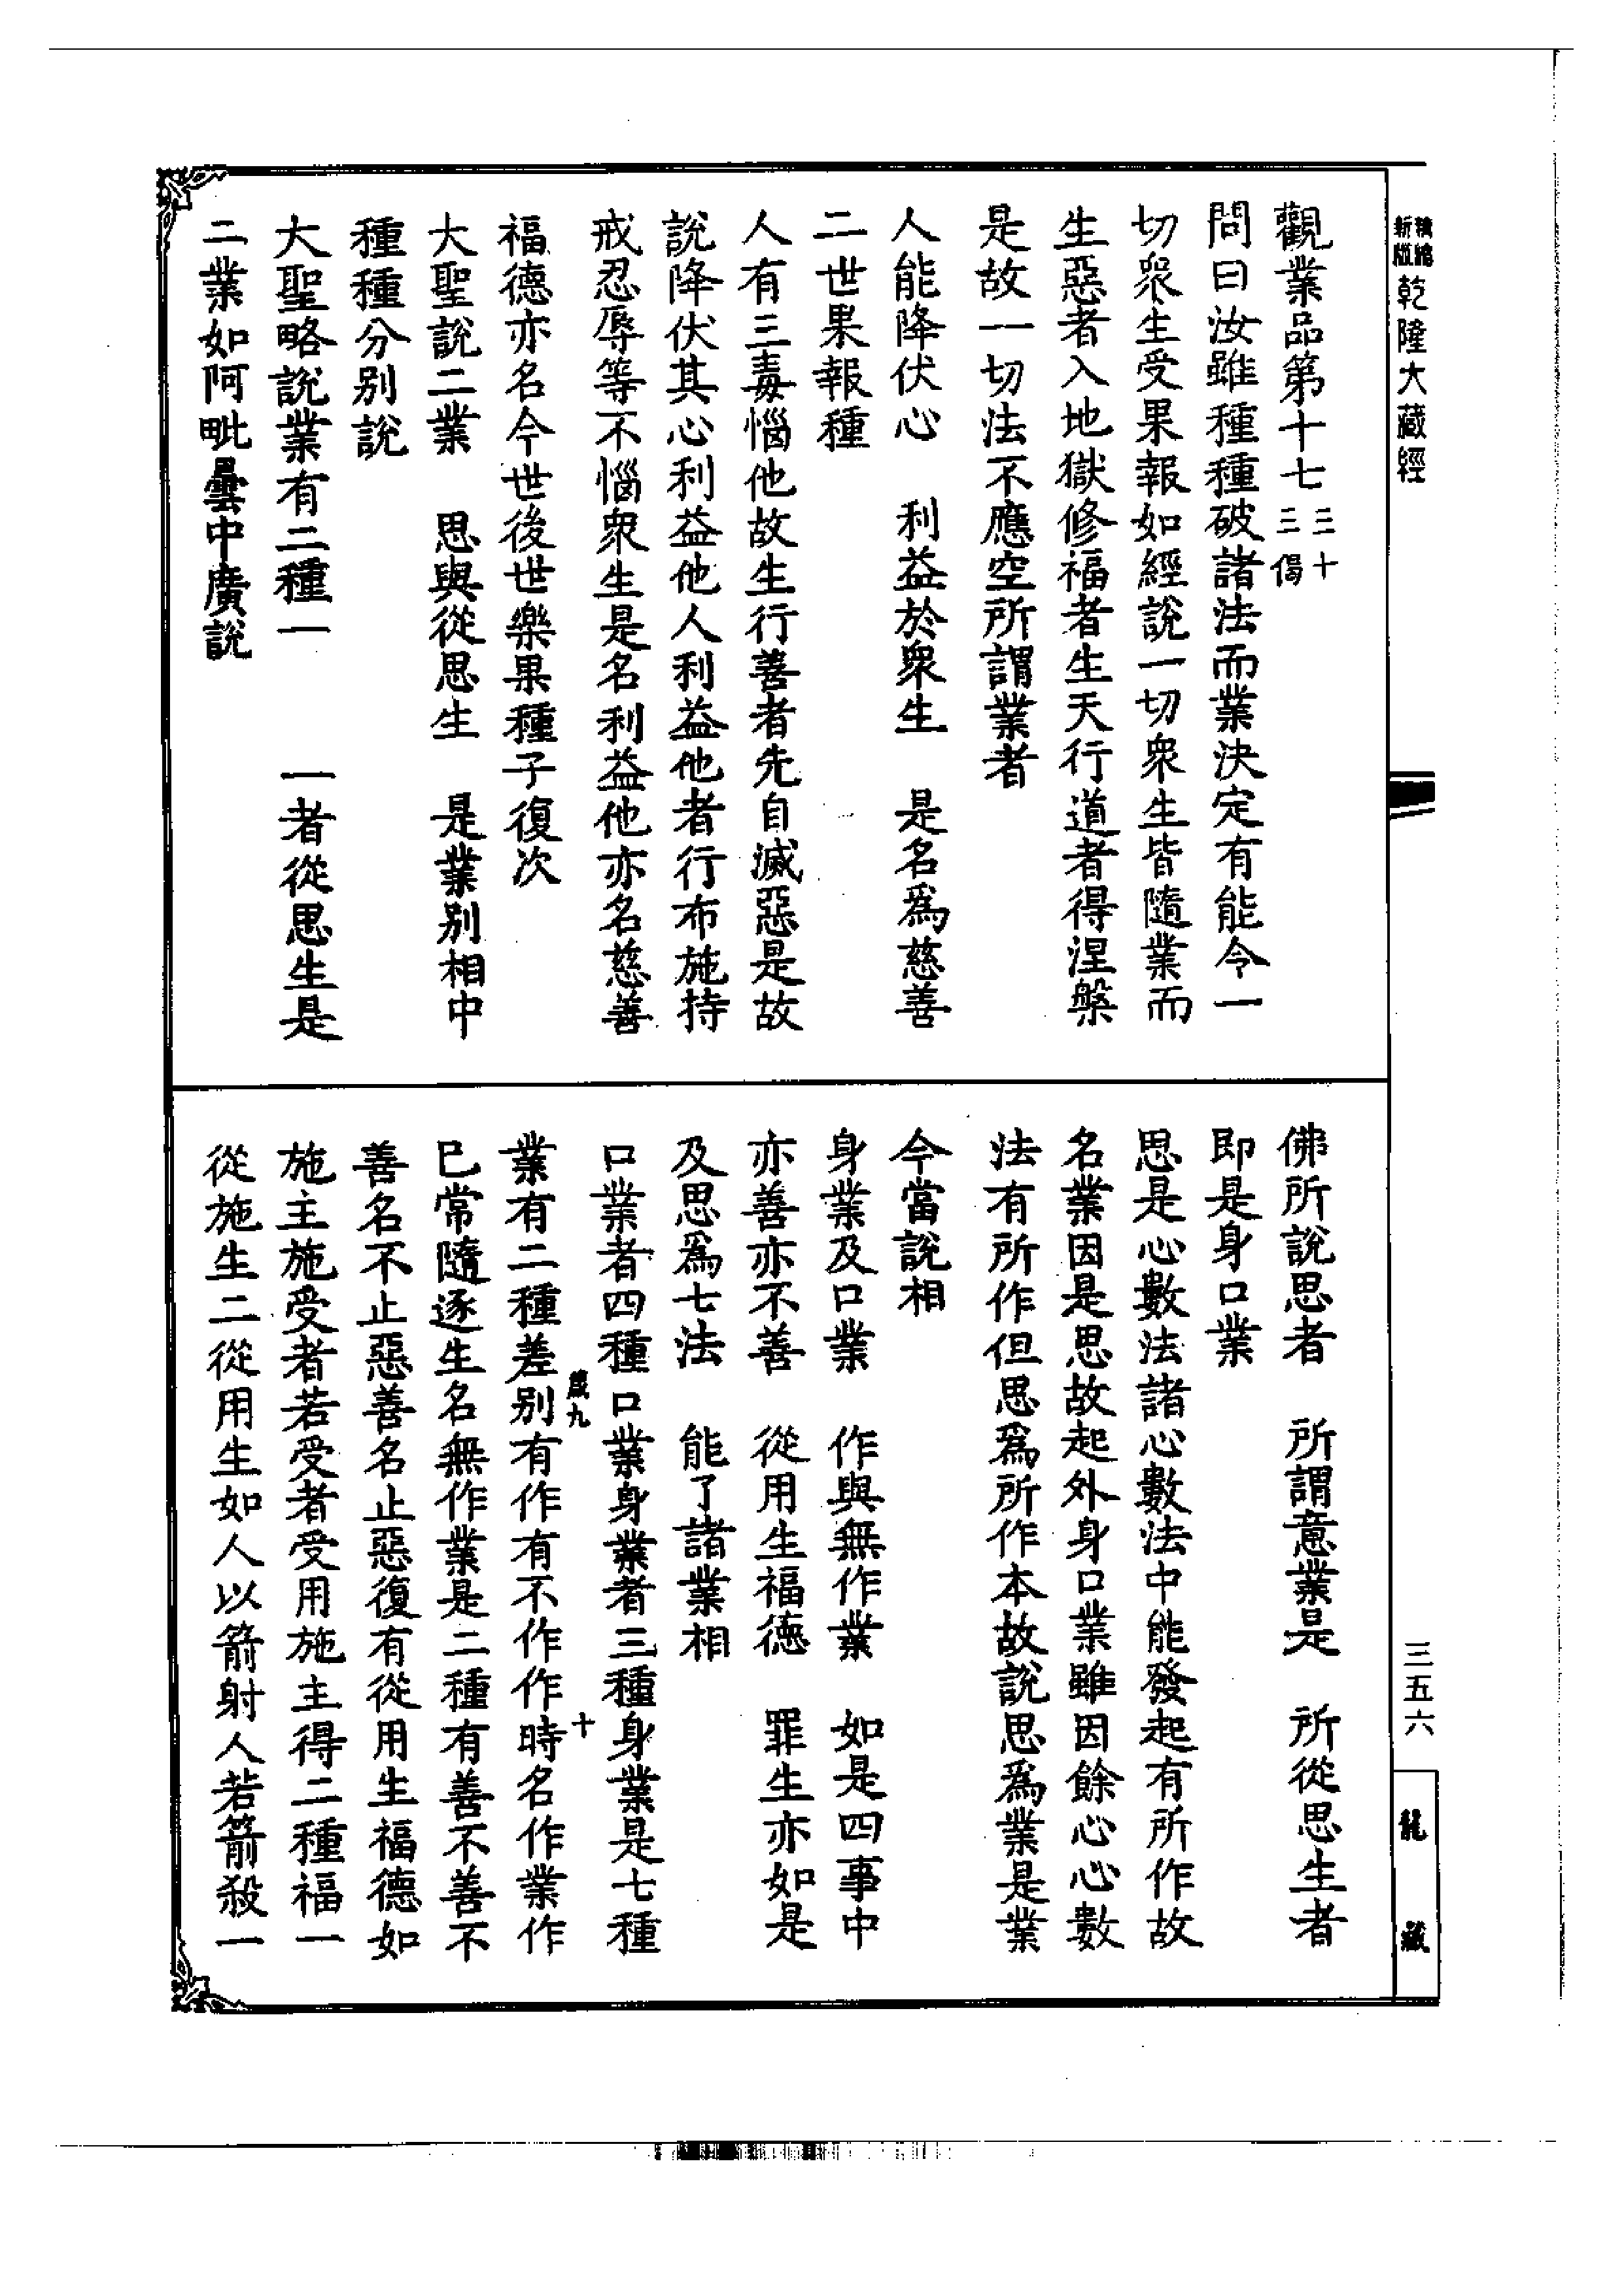 新編
縮版
乾隆大藏經
三五六
龍藏
觀業品第十七三十三偈
問曰汝雖種種破諸法而業決定有能令一
切衆生受果報如經說一切衆生皆隨業而
生惡者入地獄修福者生天行道者得涅槃
是故一切法不應空所謂業者
人能降伏心　利益於衆生　是名爲慈善
二世果報種
人有三毒惱他故生行善者先自滅惡是故
說降伏其心利益他人利益他者行布施持
戒忍辱等不惱衆生是名利益他亦名慈善
福德亦名今世後世樂果種子復次
大聖說二業　思與從思生　是業別相中
種種分別說
大聖略說業有二種一　　一者從思生是
二業如阿毗曇中廣說
佛所說思者　所謂意業是　所從思生者
即是身口業
思是心數法諸心數法中能發起有所作故
名業因是思故起外身口業雖因餘心心數
法有所作但思爲所作本故說思爲業是業
今當說相
身業及口業　作與無作業　如是四事中
亦善亦不善　從用生福德　罪生亦如是
及思爲七法　能了諸業相
口業者四種口業身業者三種身業是七種
業有二種差別有作有不作作時名作業作
已常隨逐生名無作業是二種有善不善不
善名不止惡善名止惡復有從用生福德如
施主施受者若受者受用施主得二種福一
從施生二從用生如人以箭射人若箭殺一
九
十